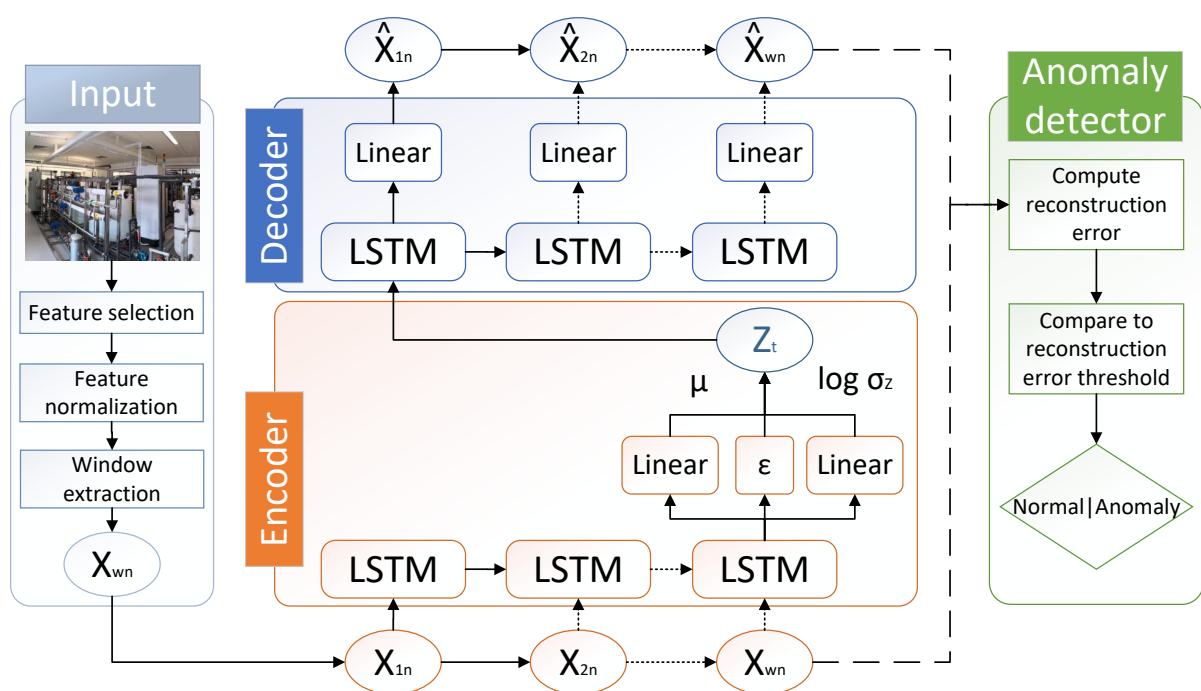 Input
Feature selection
Feature
normalization
Window
extraction
Xwn
X̂1n
X̂2n
X̂wn
Decoder
Linear
Linear
Linear
LSTM
LSTM
LSTM
Encoder
Zt
μ
log σz
Linear
ε
Linear
LSTM
LSTM
LSTM
X1n
X2n
Xwn
Anomaly
detector
Compute
reconstruction
error
Compare to
reconstruction
error threshold
Normal|Anomaly